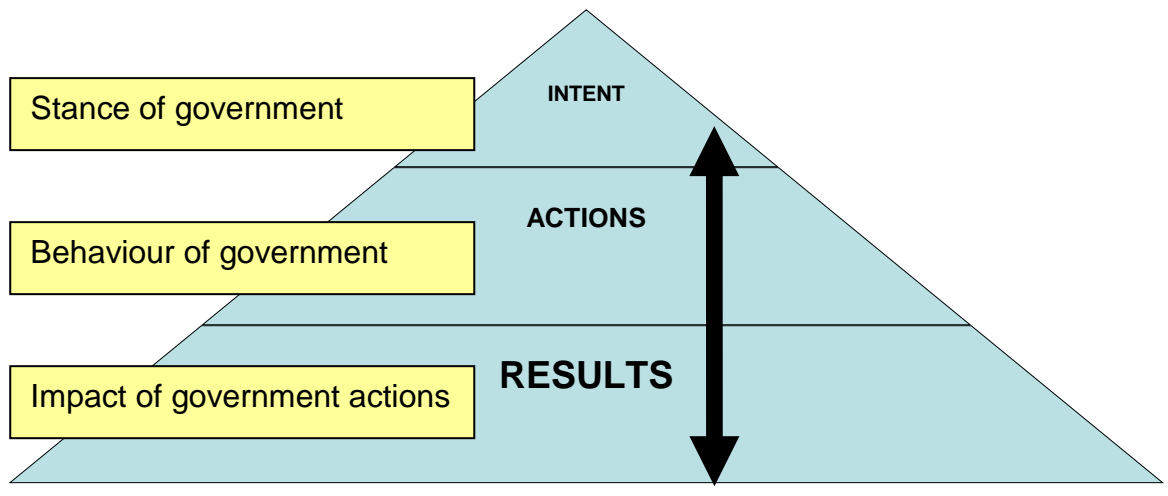 INTENT
Stance of government
ACTIONS
Behaviour of government
RESULTS
Impact of government actions